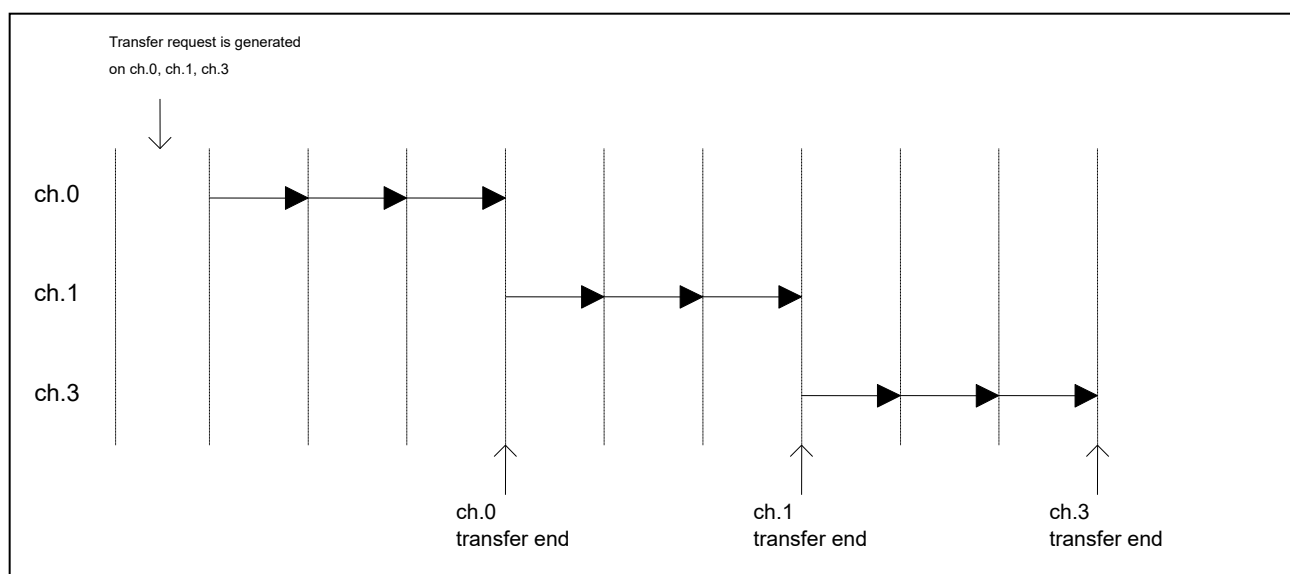 Transfer request is generated
on ch.0, ch.1, ch.3
ch.0
ch.1
ch.3
ch.0
transfer end
ch.1
transfer end
ch.3
transfer end